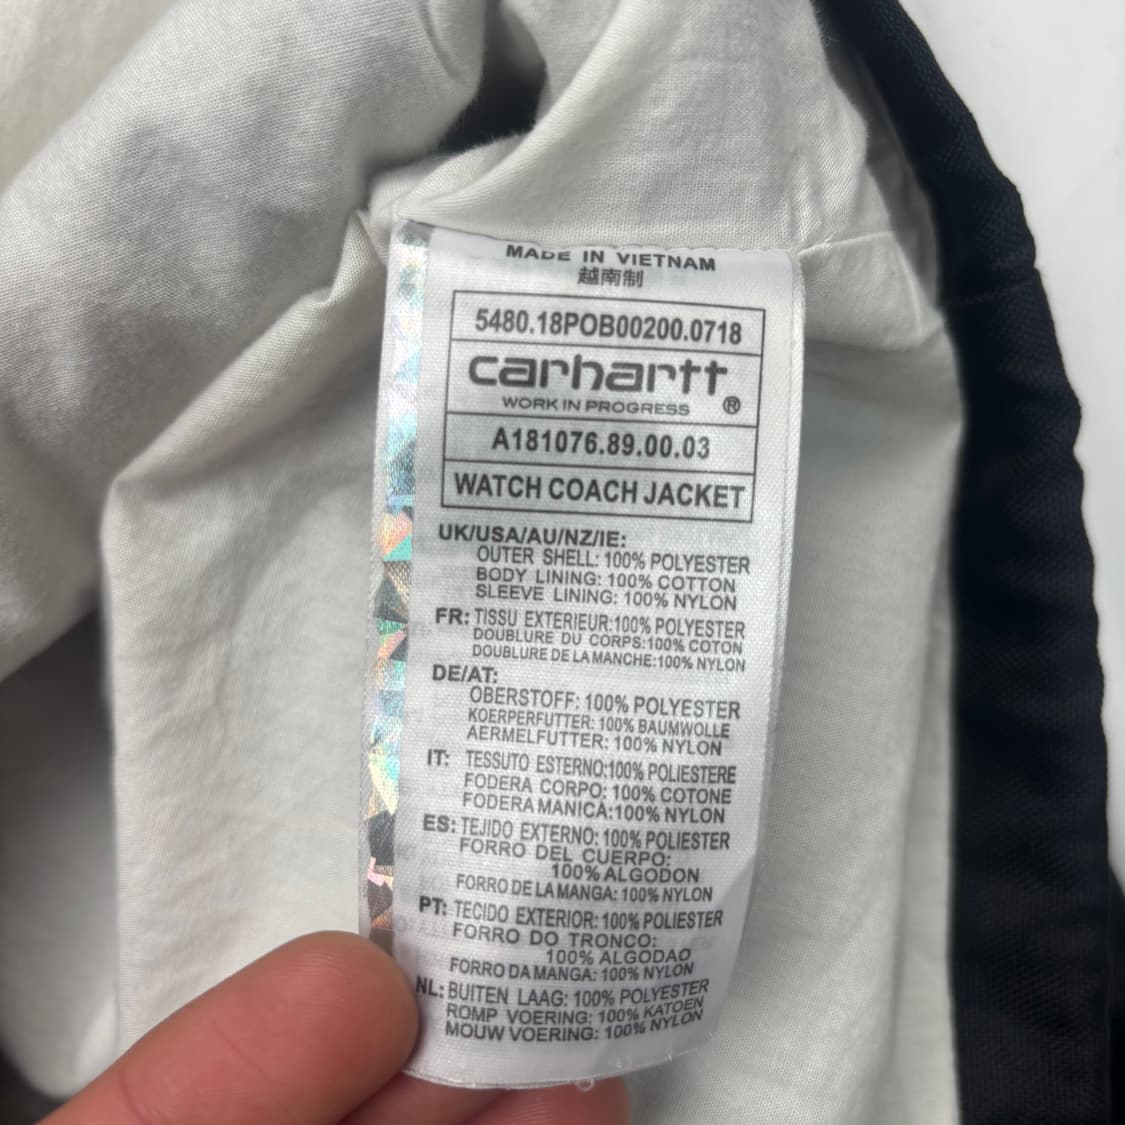 MADE IN VIETNAM
越南制
5480.18POB00200.0718
carhartt
WORK IN PROGRESS ®
A181076.89.00.03
WATCH COACH JACKET
UK/USA/AU/NZ/IE:
OUTER SHELL: 100% POLYESTER
BODY LINING: 100% COTTON
SLEEVE LINING: 100% NYLON
FR: TISSU EXTERIEUR:100% POLYESTER
DOUBLURE DU CORPS:100% COTON
DOUBLURE DE LA MANCHE:100% NYLON
DE/AT:
OBERSTOFF: 100% POLYESTER
KOERPERFUTTER: 100% BAUMWOLLE
AERMELFUTTER: 100% NYLON
IT: TESSUTO ESTERNO:100% POLIESTERE
FODERA CORPO: 100% COTONE
FODERA MANICA:100% NYLON
ES: TEJIDO EXTERNO: 100% POLIESTER
FORRO DEL CUERPO:
100% ALGODON
FORRO DE LA MANGA: 100% NYLON
PT: TECIDO EXTERIOR: 100% POLIESTER
FORRO DO TRONCO:
100% ALGODAO
FORRO DA MANGA: 100% NYLON
NL: BUITEN LAAG: 100% POLYESTER
ROMP VOERING: 100% KATOEN
MOUW VOERING: 100% NYLON